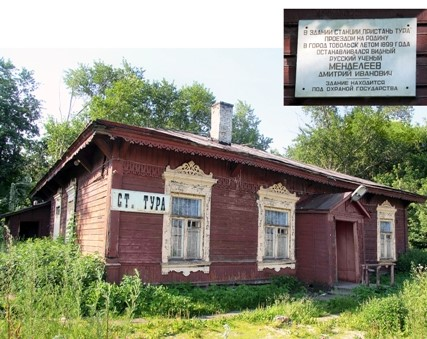 В ЗДАНИИ СТАНЦИИ ПРИСТАНЬ ТУРА
ПРОЕЗДОМ НА РОДИНУ
В ГОРОД ТОБОЛЬСК ЛЕТОМ 1899 ГОДА
ОСТАНАВЛИВАЛСЯ ВИДНЫЙ
РУССКИЙ УЧЕНЫЙ
МЕНДЕЛЕЕВ
ДМИТРИЙ ИВАНОВИЧ
ЗДАНИЕ НАХОДИТСЯ
ПОД ОХРАНОЙ ГОСУДАРСТВА
СТ. ТУРА